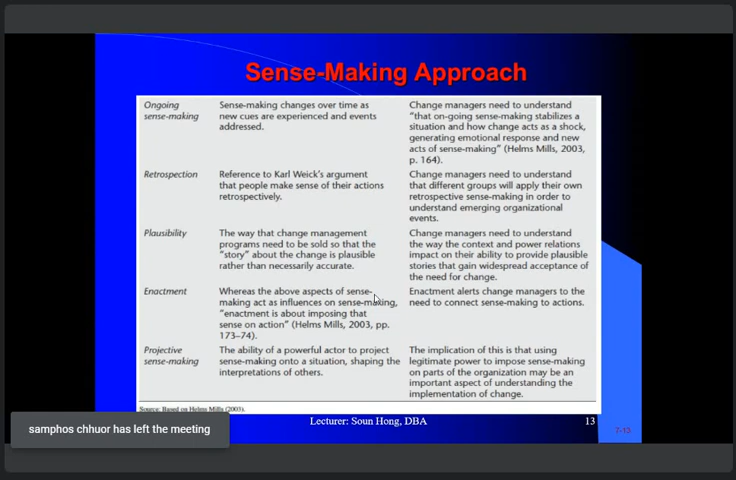 Sense-Making Approach
Ongoing
sense-making
Sense-making changes over time as
new cues are experienced and events
addressed.
Change managers need to understand
"that on-going sense-making stabilizes a
situation and how change acts as a shock,
generating emotional response and new
acts of sense-making" (Helms Mills, 2003,
p. 164).
Retrospection
Reference to Karl Weick's argument
that people make sense of their actions
retrospectively.
Change managers need to understand
that different groups will apply their own
retrospective sense-making in order to
understand emerging organizational
events.
Plausibility
The way that change management
programs need to be sold so that the
"story" about the change is plausible
rather than necessarily accurate.
Change managers need to understand
the way the context and power relations
impact on their ability to provide plausible
stories that gain widespread acceptance of
the need for change.
Enactment
Whereas the above aspects of sense-
making act as influences on sense-making,
"enactment is about imposing that
sense on action" (Helms Mills, 2003, pp.
173–74).
Enactment alerts change managers to the
need to connect sense-making to actions.
Projective
sense-making
The ability of a powerful actor to project
sense-making onto a situation, shaping the
interpretations of others.
The implication of this is that using
legitimate power to impose sense-making
on parts of the organization may be an
important aspect of understanding the
implementation of change.
Source: Based on Helms Mills (2003).
samphos chhuor has left the meeting
Lecturer: Soun Hong, DBA
13
7-13